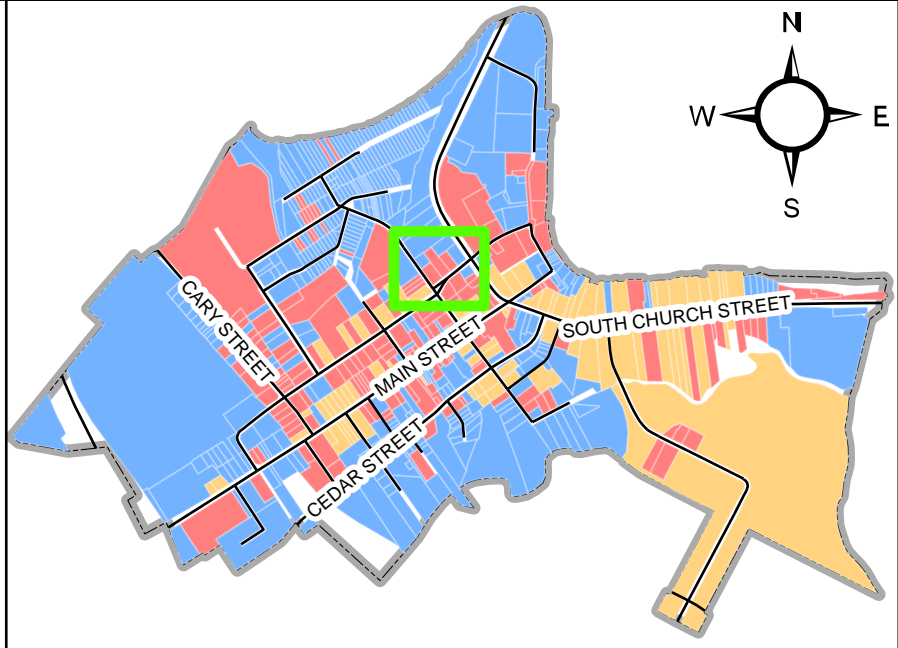 N
W
E
S
CARY STREET
MAIN STREET
SOUTH CHURCH STREET
CEDAR STREET